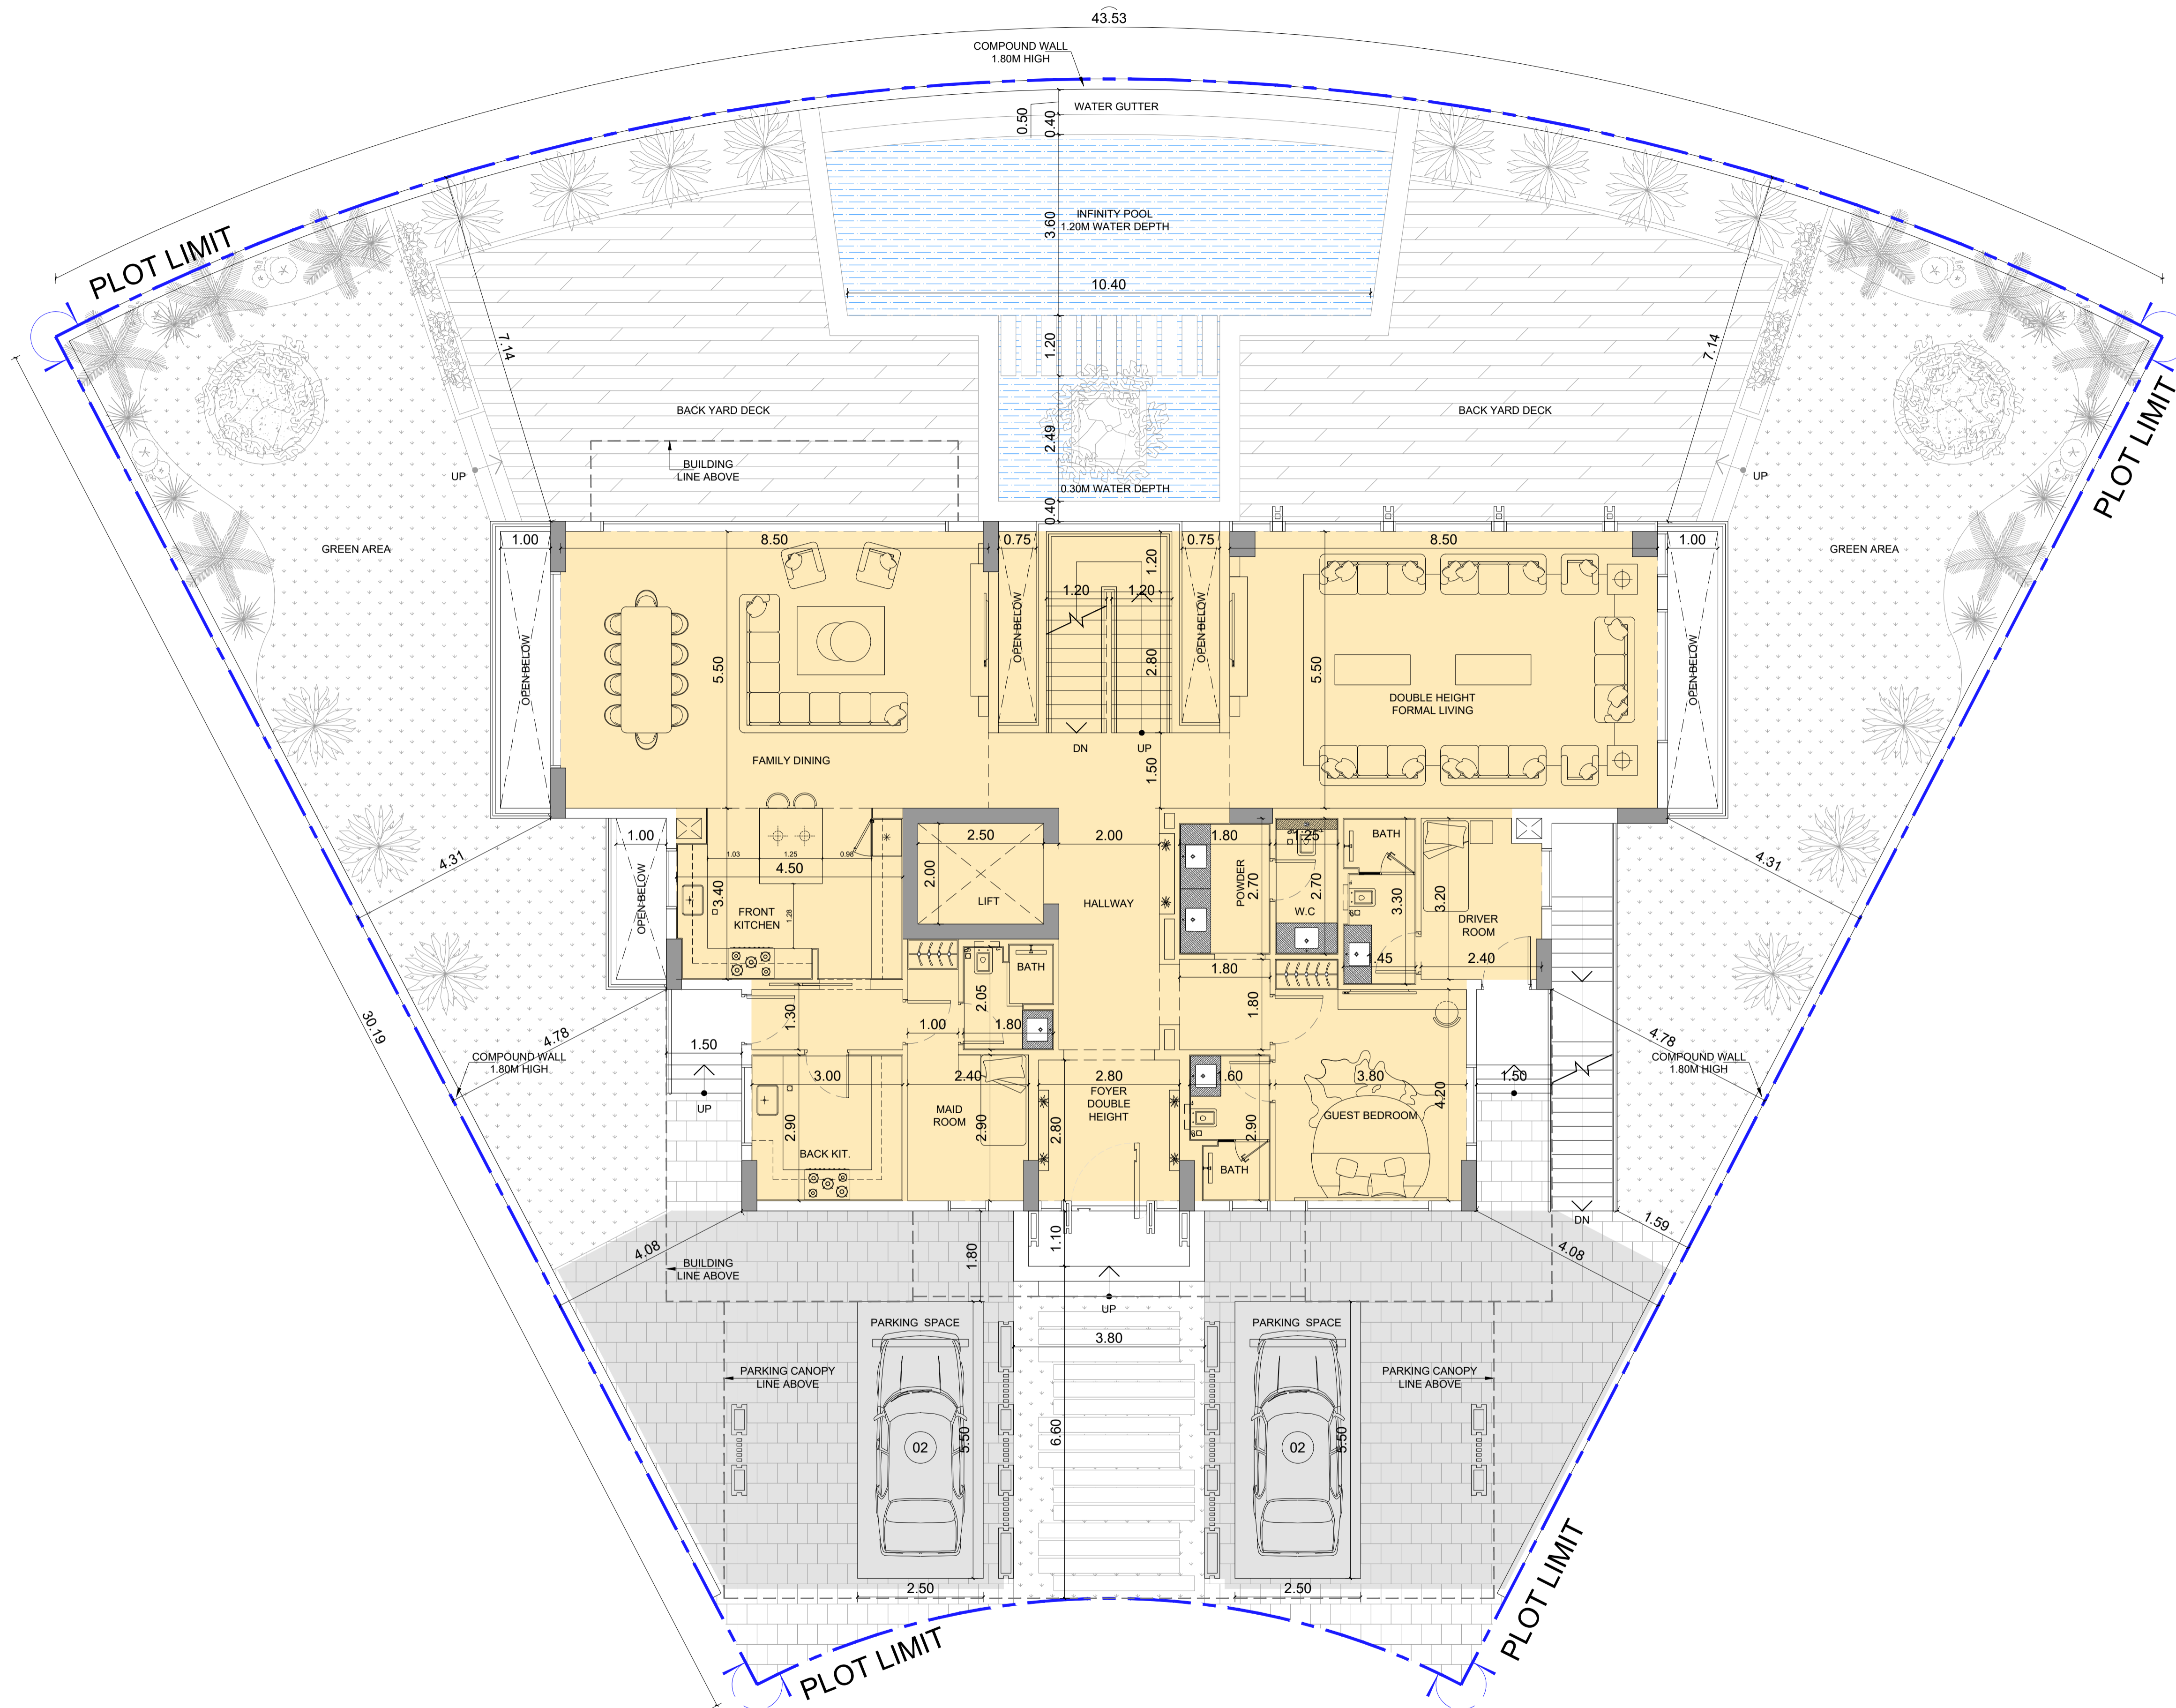 43.53
COMPOUND WALL
1.80M HIGH
WATER GUTTER
0.50
0.40
PLOT LIMIT
INFINITY POOL
1.20M WATER DEPTH
3.60
10.40
7.14
1.20
7.14
PLOT LIMIT
BACK YARD DECK
BACK YARD DECK
2.49
BUILDING
LINE ABOVE
UP
UP
0.30M WATER DEPTH
0.40
GREEN AREA
GREEN AREA
1.00
8.50
0.75
0.75
8.50
1.00
1.20
1.20
1.20
OPEN BELOW
OPEN BELOW
OPEN BELOW
OPEN BELOW
5.50
2.80
5.50
DOUBLE HEIGHT
FORMAL LIVING
DN
UP
FAMILY DINING
1.50
4.31
1.00
2.50
2.00
1.80
1.25
BATH
4.31
1.03
1.25
0.98
4.50
OPEN BELOW
3.40
2.00
POWDER
2.70
2.70
3.30
3.20
1.28
FRONT
KITCHEN
LIFT
HALLWAY
W.C
DRIVER
ROOM
BATH
1.80
1.45
2.40
30.19
4.78
1.30
1.00
2.05
1.80
1.80
4.78
1.50
COMPOUND WALL
1.80M HIGH
COMPOUND WALL
1.80M HIGH
3.00
2.40
2.80
1.60
3.80
1.50
UP
2.90
MAID
ROOM
2.90
FOYER
DOUBLE
HEIGHT
2.80
2.90
GUEST BEDROOM
4.20
BACK KIT.
BATH
DN
1.59
4.08
1.80
1.10
4.08
BUILDING
LINE ABOVE
UP
PARKING SPACE
3.80
PARKING SPACE
PARKING CANOPY
LINE ABOVE
PARKING CANOPY
LINE ABOVE
02
5.50
6.60
02
5.50
2.50
2.50
PLOT LIMIT
PLOT LIMIT